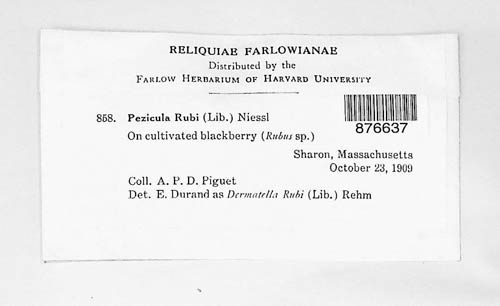 RELIQUIAE FARLOWIANAE
Distributed by the
FARLOW HERBARIUM OF HARVARD UNIVERSITY
858. Pezicula Rubi (Lib.) Niessl
On cultivated blackberry (Rubus sp.)
876637
Sharon, Massachusetts
October 23, 1909
Coll. A. P. D. Piguet
Det. E. Durand as Dermatella Rubi (Lib.) Rehm